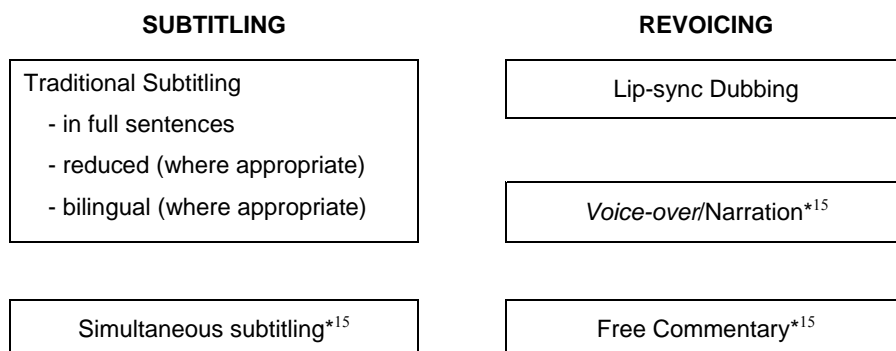 SUBTITLING
Traditional Subtitling
- in full sentences
- reduced (where appropriate)
- bilingual (where appropriate)
Simultaneous subtitling*15
REVOICING
Lip-sync Dubbing
Voice-over/Narration*15
Free Commentary*15